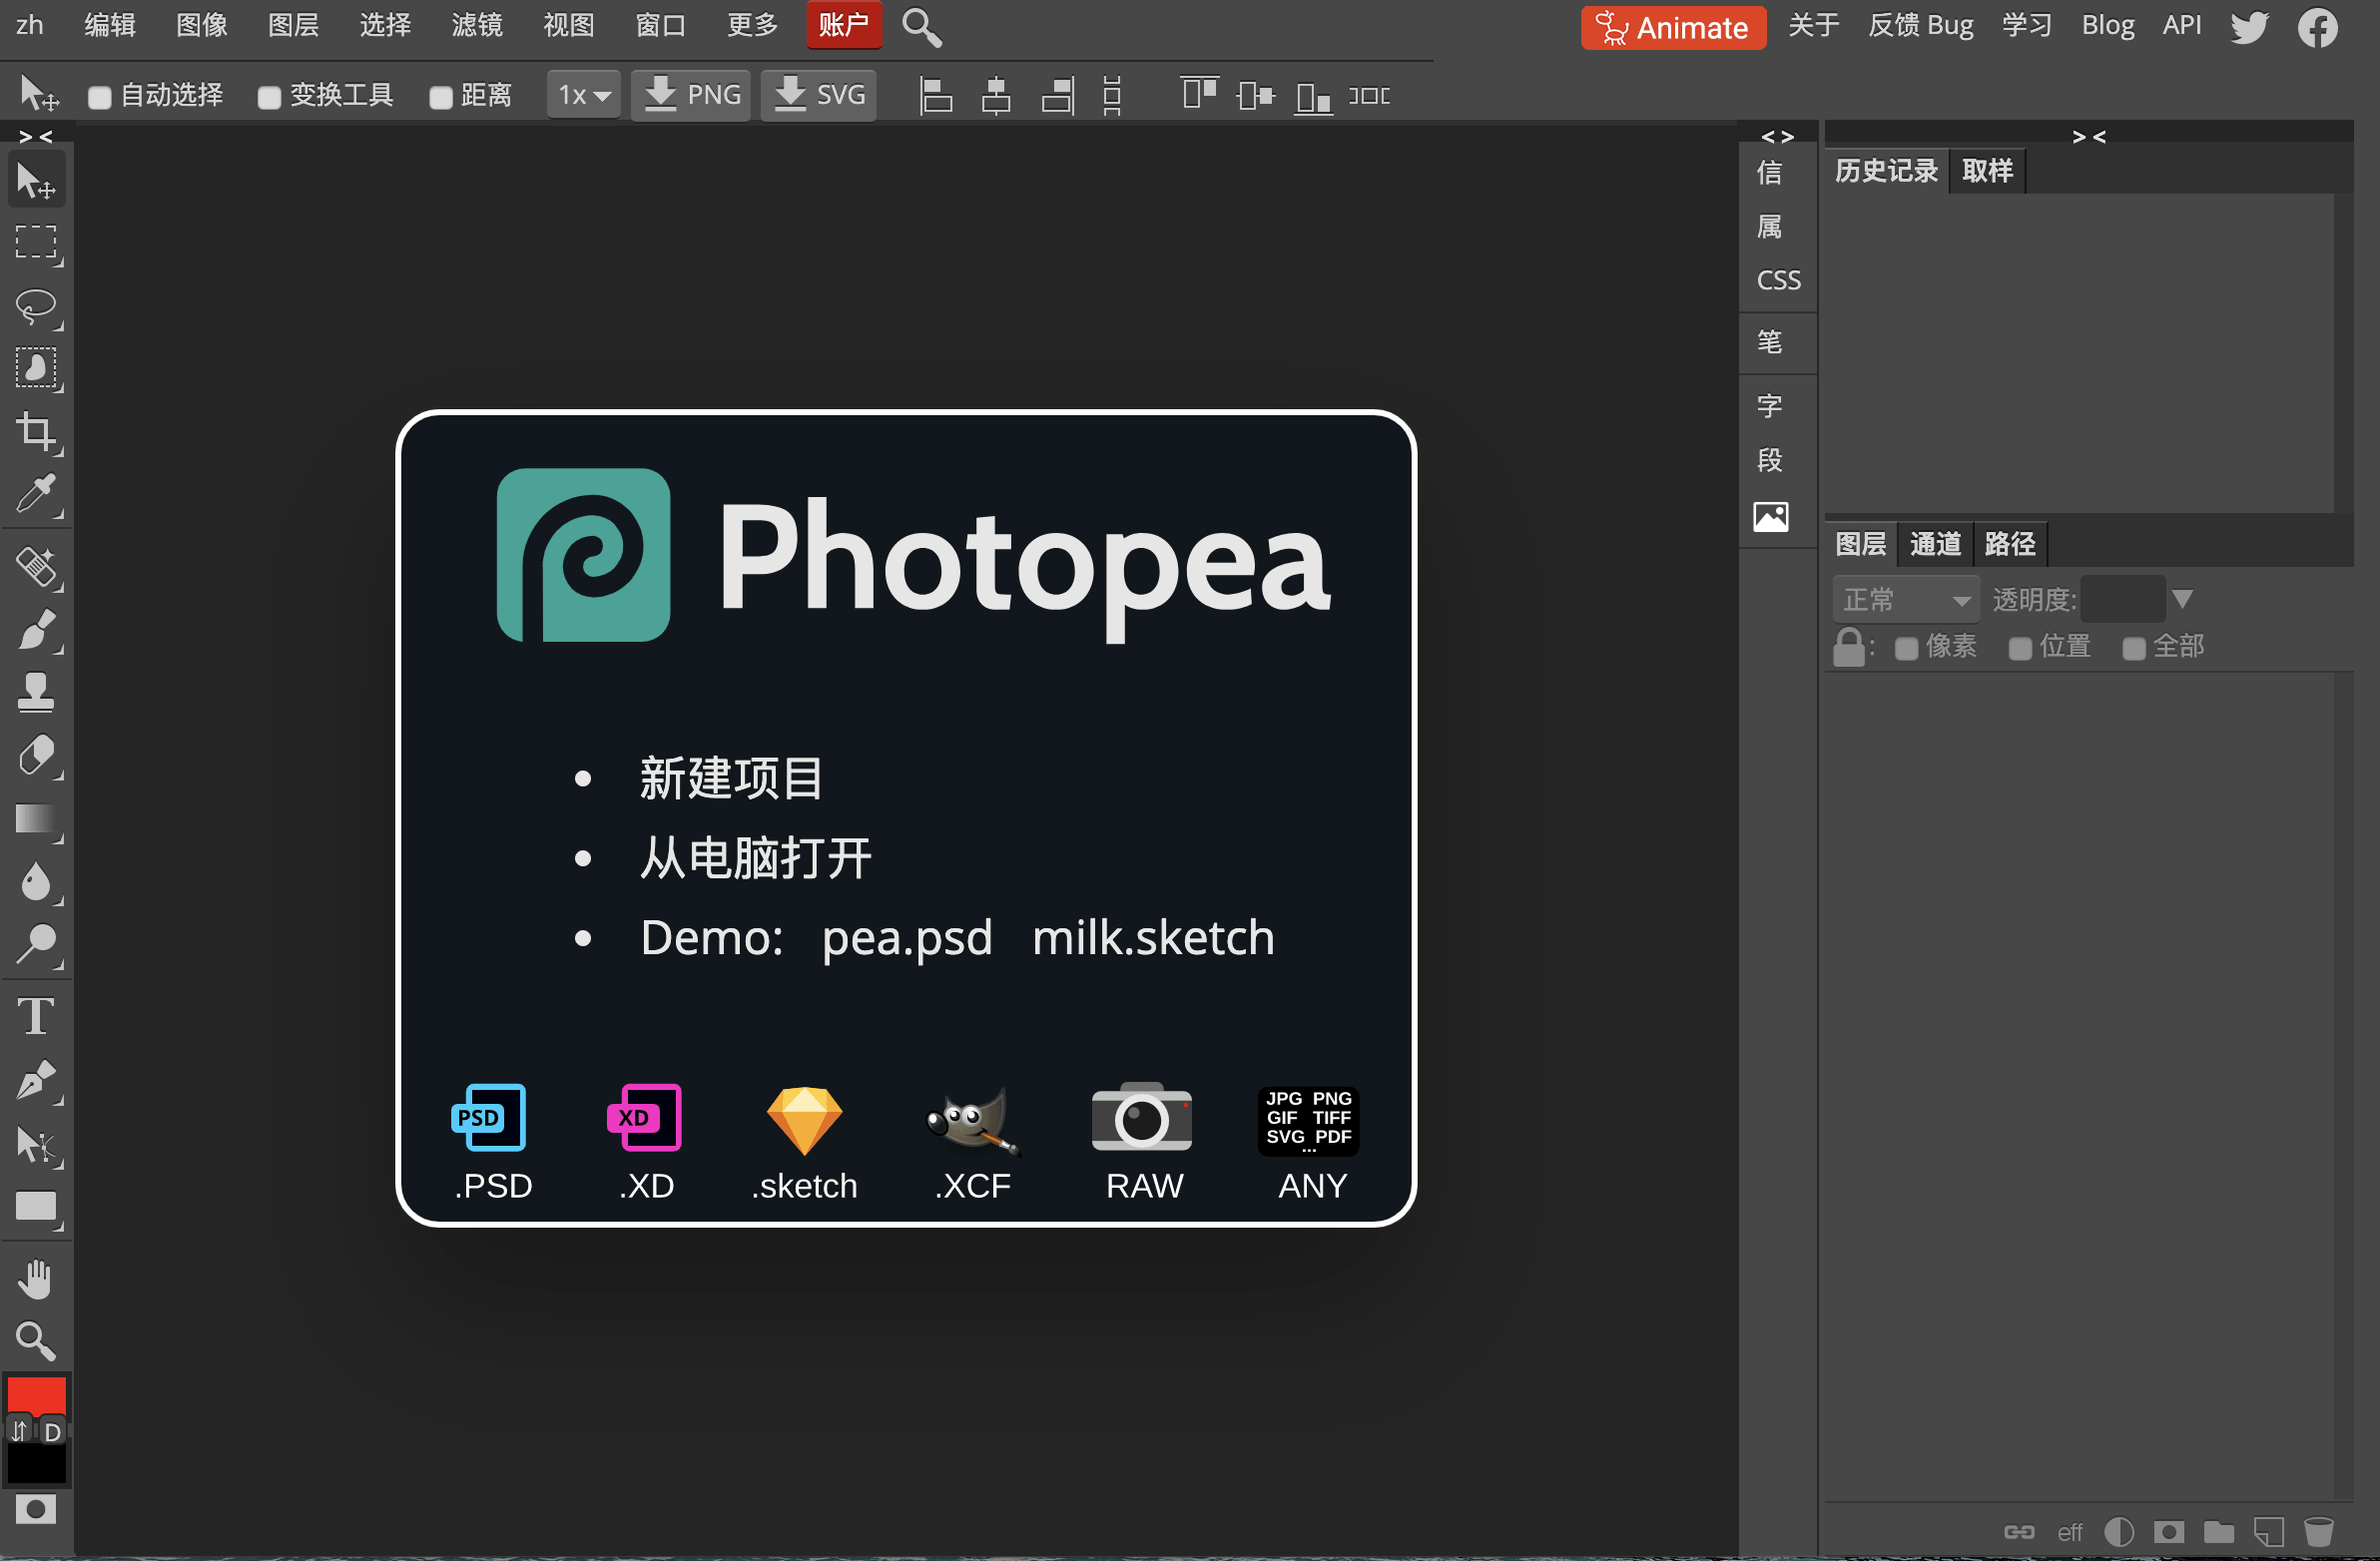 zh 编辑 图像 图层 选择 滤镜 视图 窗口 更多 账户 Animate 关于 反馈 Bug 学习 Blog API
自动选择 变换工具 距离 1x PNG SVG
> < < > > <
信
属
CSS
笔
字
段
历史记录 取样
图层 通道 路径
正常 透明度:
: 像素 位置 全部
Photopea
新建项目
从电脑打开
Demo: pea.psd milk.sketch
PSD XD
JPG PNG
GIF TIFF
SVG PDF
...
.PSD .XD .sketch .XCF RAW ANY
T
D
eff